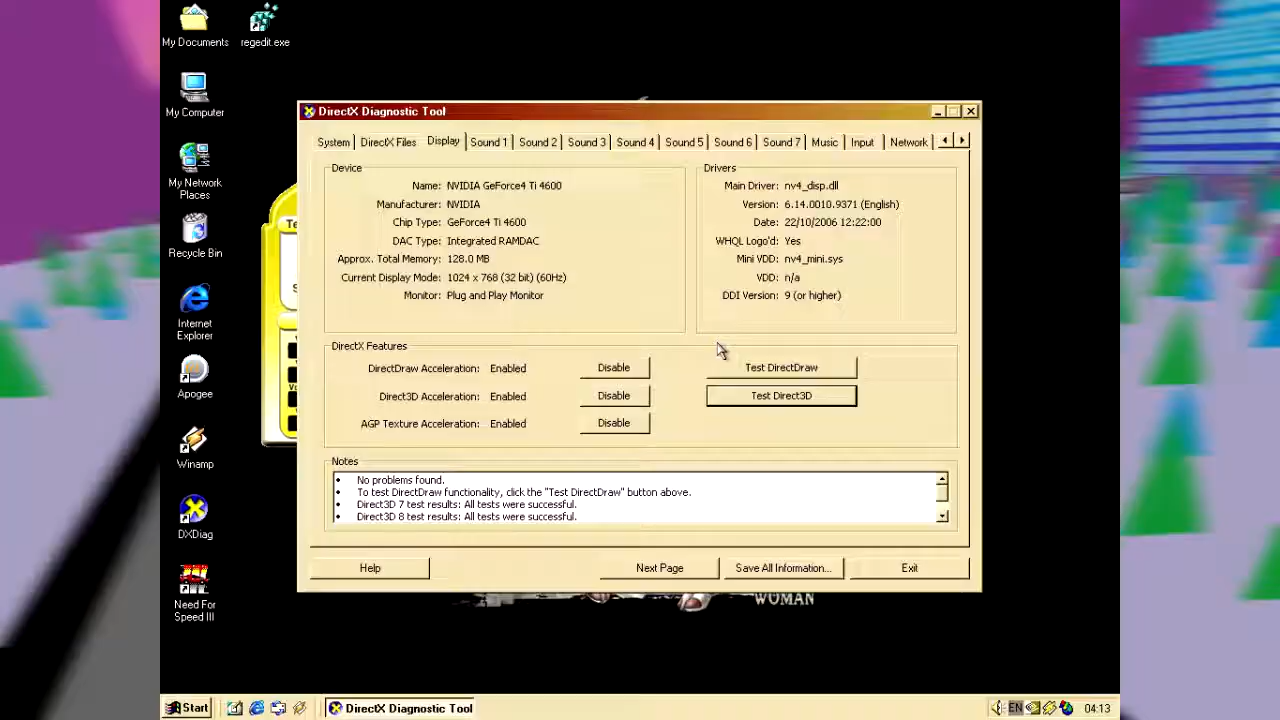 My Documents
regedit.exe
My Computer
My Network
Places
Recycle Bin
Internet
Explorer
Apogee
Winamp
DXDiag
Need For
Speed III
DirectX Diagnostic Tool
System DirectX Files Display Sound 1 Sound 2 Sound 3 Sound 4 Sound 5 Sound 6 Sound 7 Music Input Network
Device
Name: NVIDIA GeForce4 Ti 4600
Manufacturer: NVIDIA
Chip Type: GeForce4 Ti 4600
DAC Type: Integrated RAMDAC
Approx. Total Memory: 128.0 MB
Current Display Mode: 1024 x 768 (32 bit) (60Hz)
Monitor: Plug and Play Monitor
Drivers
Main Driver: nv4_disp.dll
Version: 6.14.0010.9371 (English)
Date: 22/10/2006 12:22:00
WHQL Logo'd: Yes
Mini VDD: nv4_mini.sys
VDD: n/a
DDI Version: 9 (or higher)
DirectX Features
DirectDraw Acceleration: Enabled Disable Test DirectDraw
Direct3D Acceleration: Enabled Disable Test Direct3D
AGP Texture Acceleration: Enabled Disable
Notes
• No problems found.
• To test DirectDraw functionality, click the "Test DirectDraw" button above.
• Direct3D 7 test results: All tests were successful.
• Direct3D 8 test results: All tests were successful.
Help Next Page Save All Information... Exit
WOMAN
Start DirectX Diagnostic Tool EN 04:13